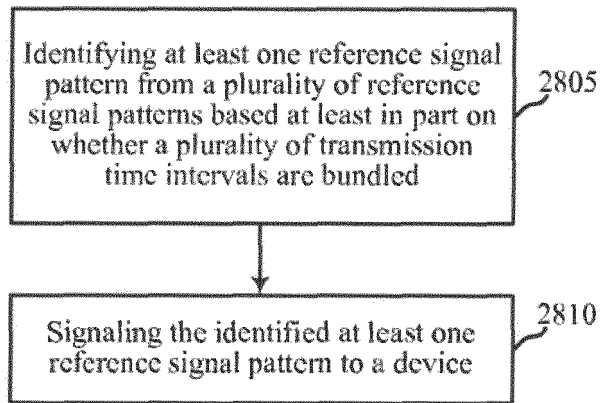 Identifying at least one reference signal
pattern from a plurality of reference
signal patterns based at least in part on
whether a plurality of transmission
time intervals are bundled
2805
Signaling the identified at least one
reference signal pattern to a device
2810